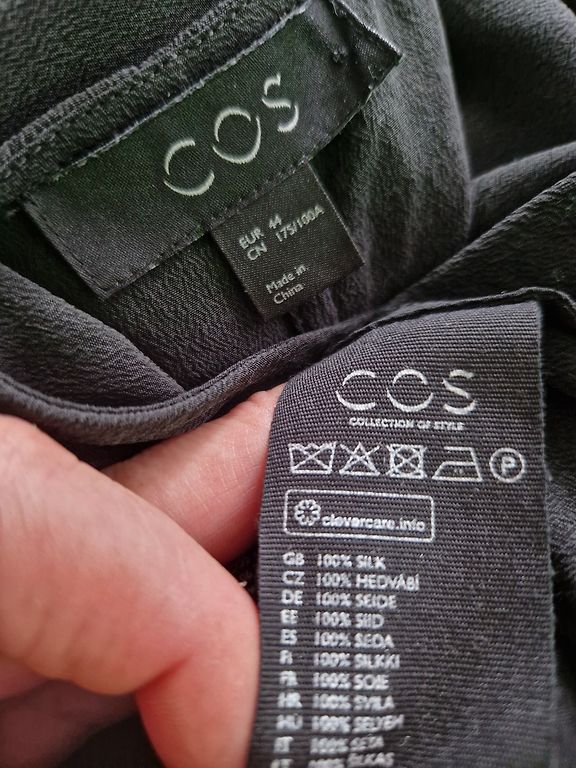 COS
EUR 44
CN 175/100A
Made in
China
COS
COLLECTION OF STYLE
P
clevercare.info
GB 100% SILK
CZ 100% HEDVÁBÍ
DE 100% SEIDE
EE 100% SIID
ES 100% SEDA
FI 100% SILKKI
FR 100% SOIE
HR 100% SVILA
HU 100% SELYEM
IT 100% SETA
100% ŠILKAS